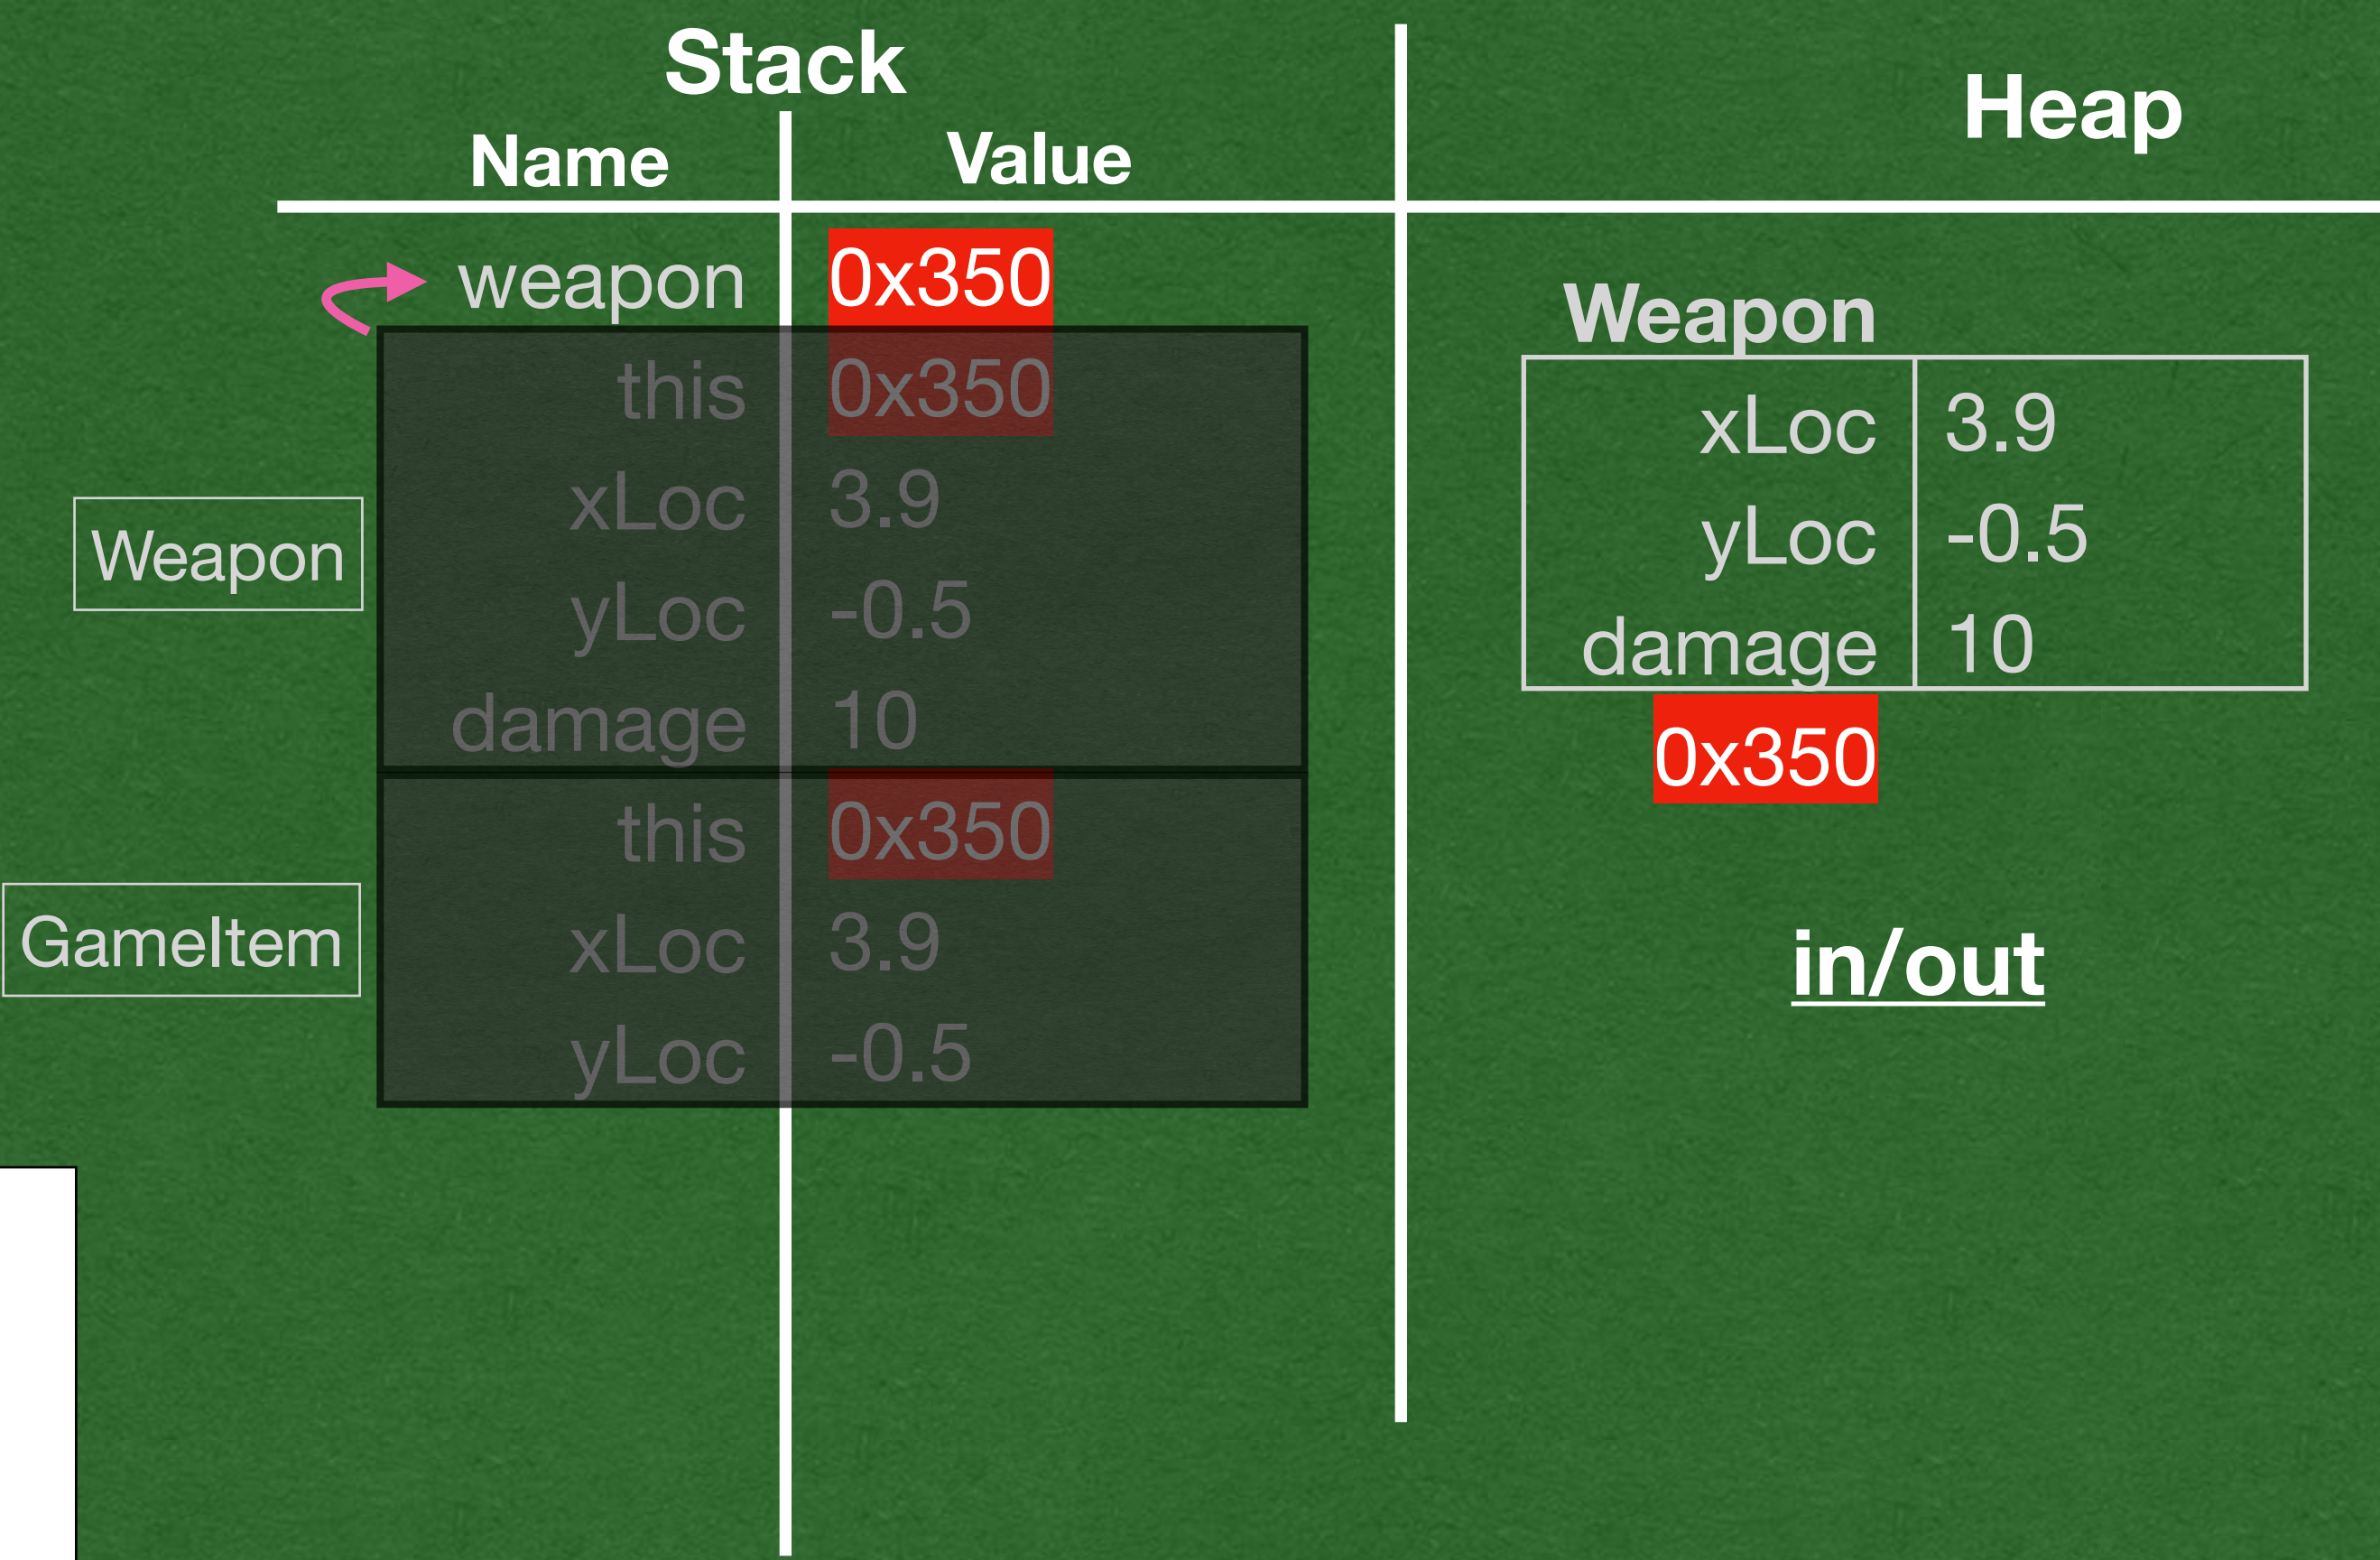 Stack
Heap
Name Value
weapon 0x350
this 0x350
xLoc 3.9
yLoc -0.5
damage 10
Weapon
this 0x350
xLoc 3.9
yLoc -0.5
GameItem
Weapon
xLoc 3.9
yLoc -0.5
damage 10
0x350
in/out